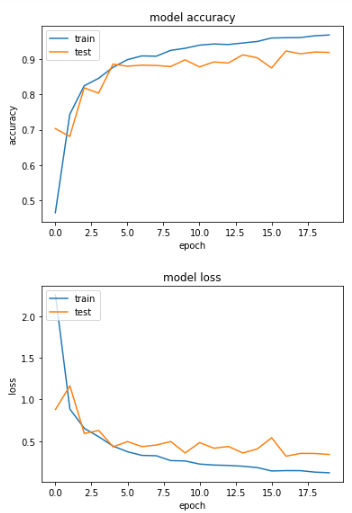 model accuracy
train
test
0.9
0.8
0.7
0.6
0.5
accuracy
0.0 2.5 5.0 7.5 10.0 12.5 15.0 17.5
epoch
model loss
train
test
2.0
1.5
1.0
0.5
loss
0.0 2.5 5.0 7.5 10.0 12.5 15.0 17.5
epoch